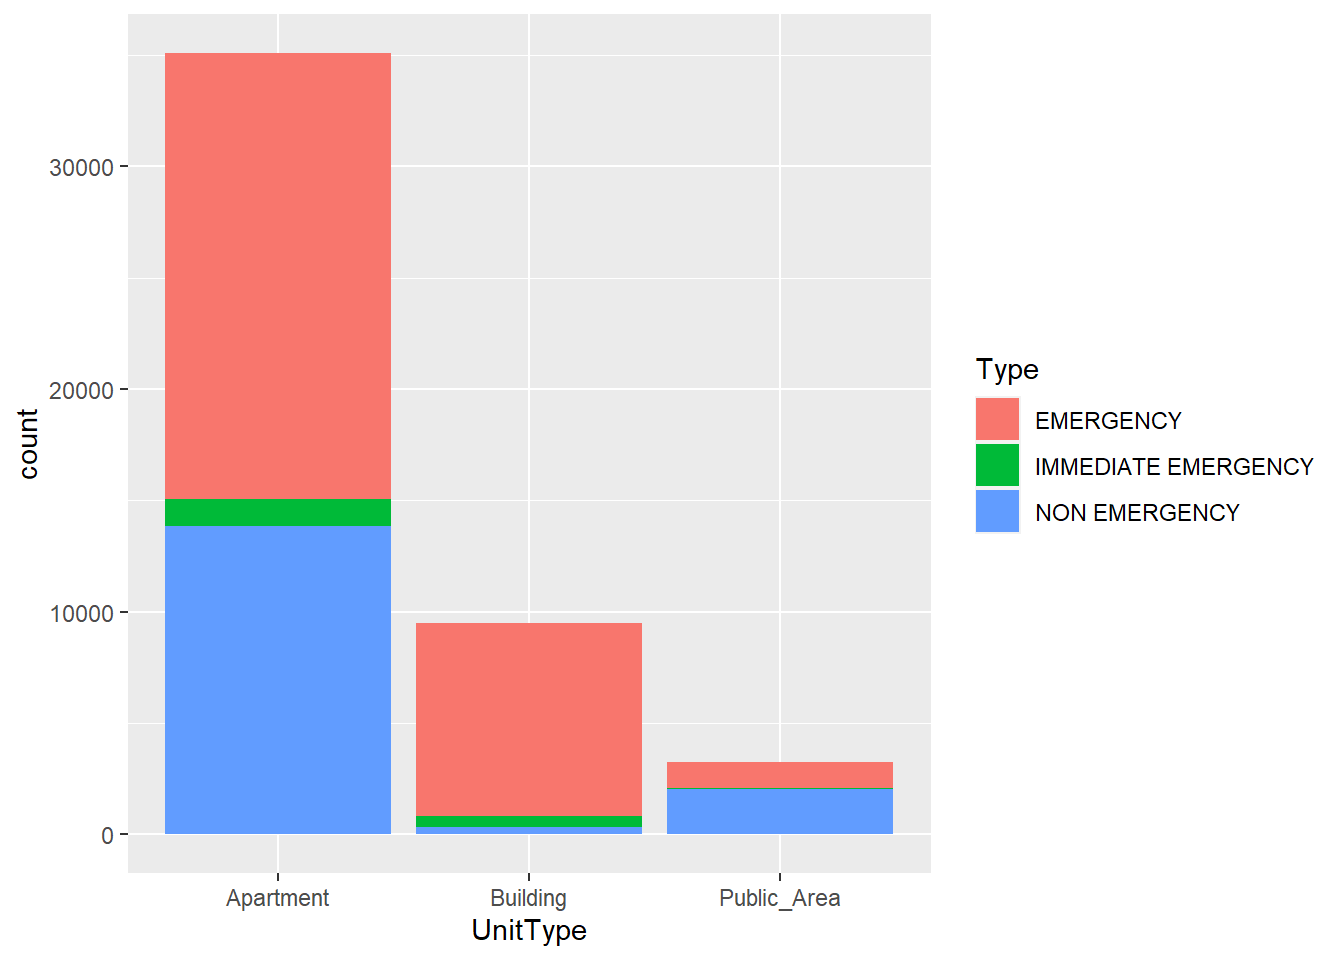 30000
20000
10000
0
count
Apartment
Building
Public_Area
UnitType
Type
EMERGENCY
IMMEDIATE EMERGENCY
NON EMERGENCY